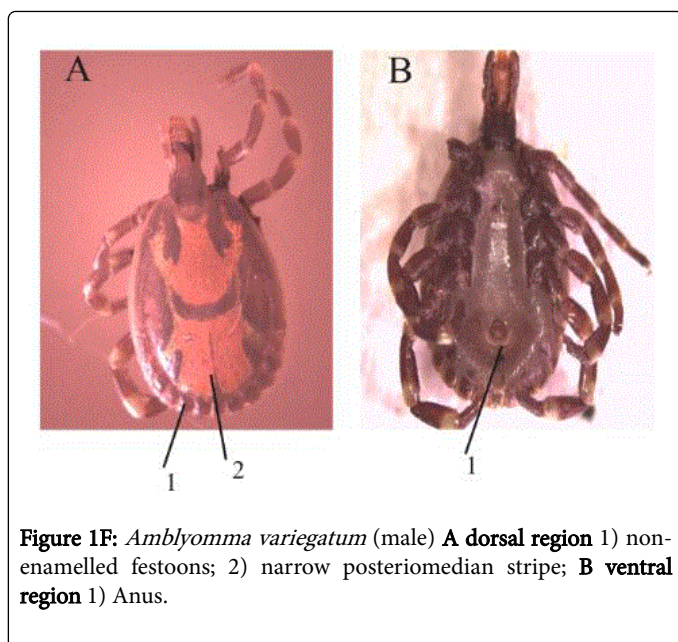 A
B
1
2
1
Figure 1F: Amblyomma variegatum (male) A dorsal region 1) non-
enamelled festoons; 2) narrow posteriomedian stripe; B ventral
region 1) Anus.